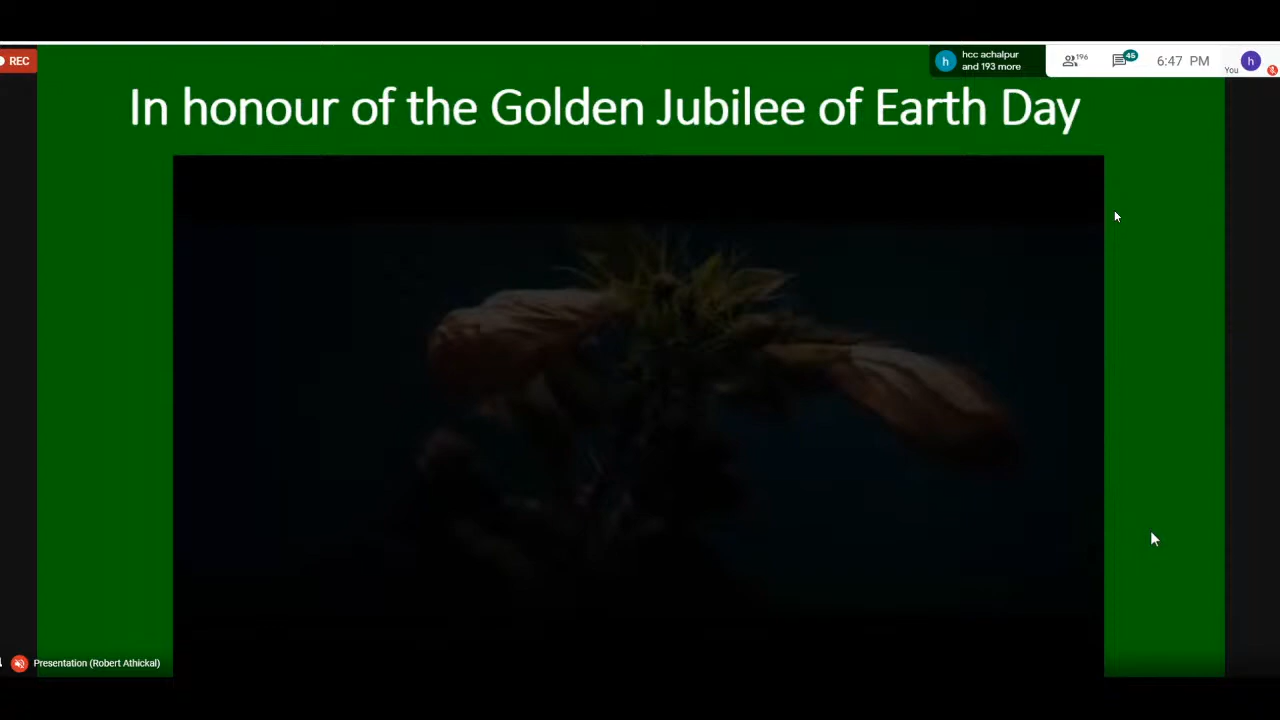 REC
hcc achalpur
and 193 more
h
196
45
6:47 PM
You
h
In honour of the Golden Jubilee of Earth Day
Presentation (Robert Athickal)